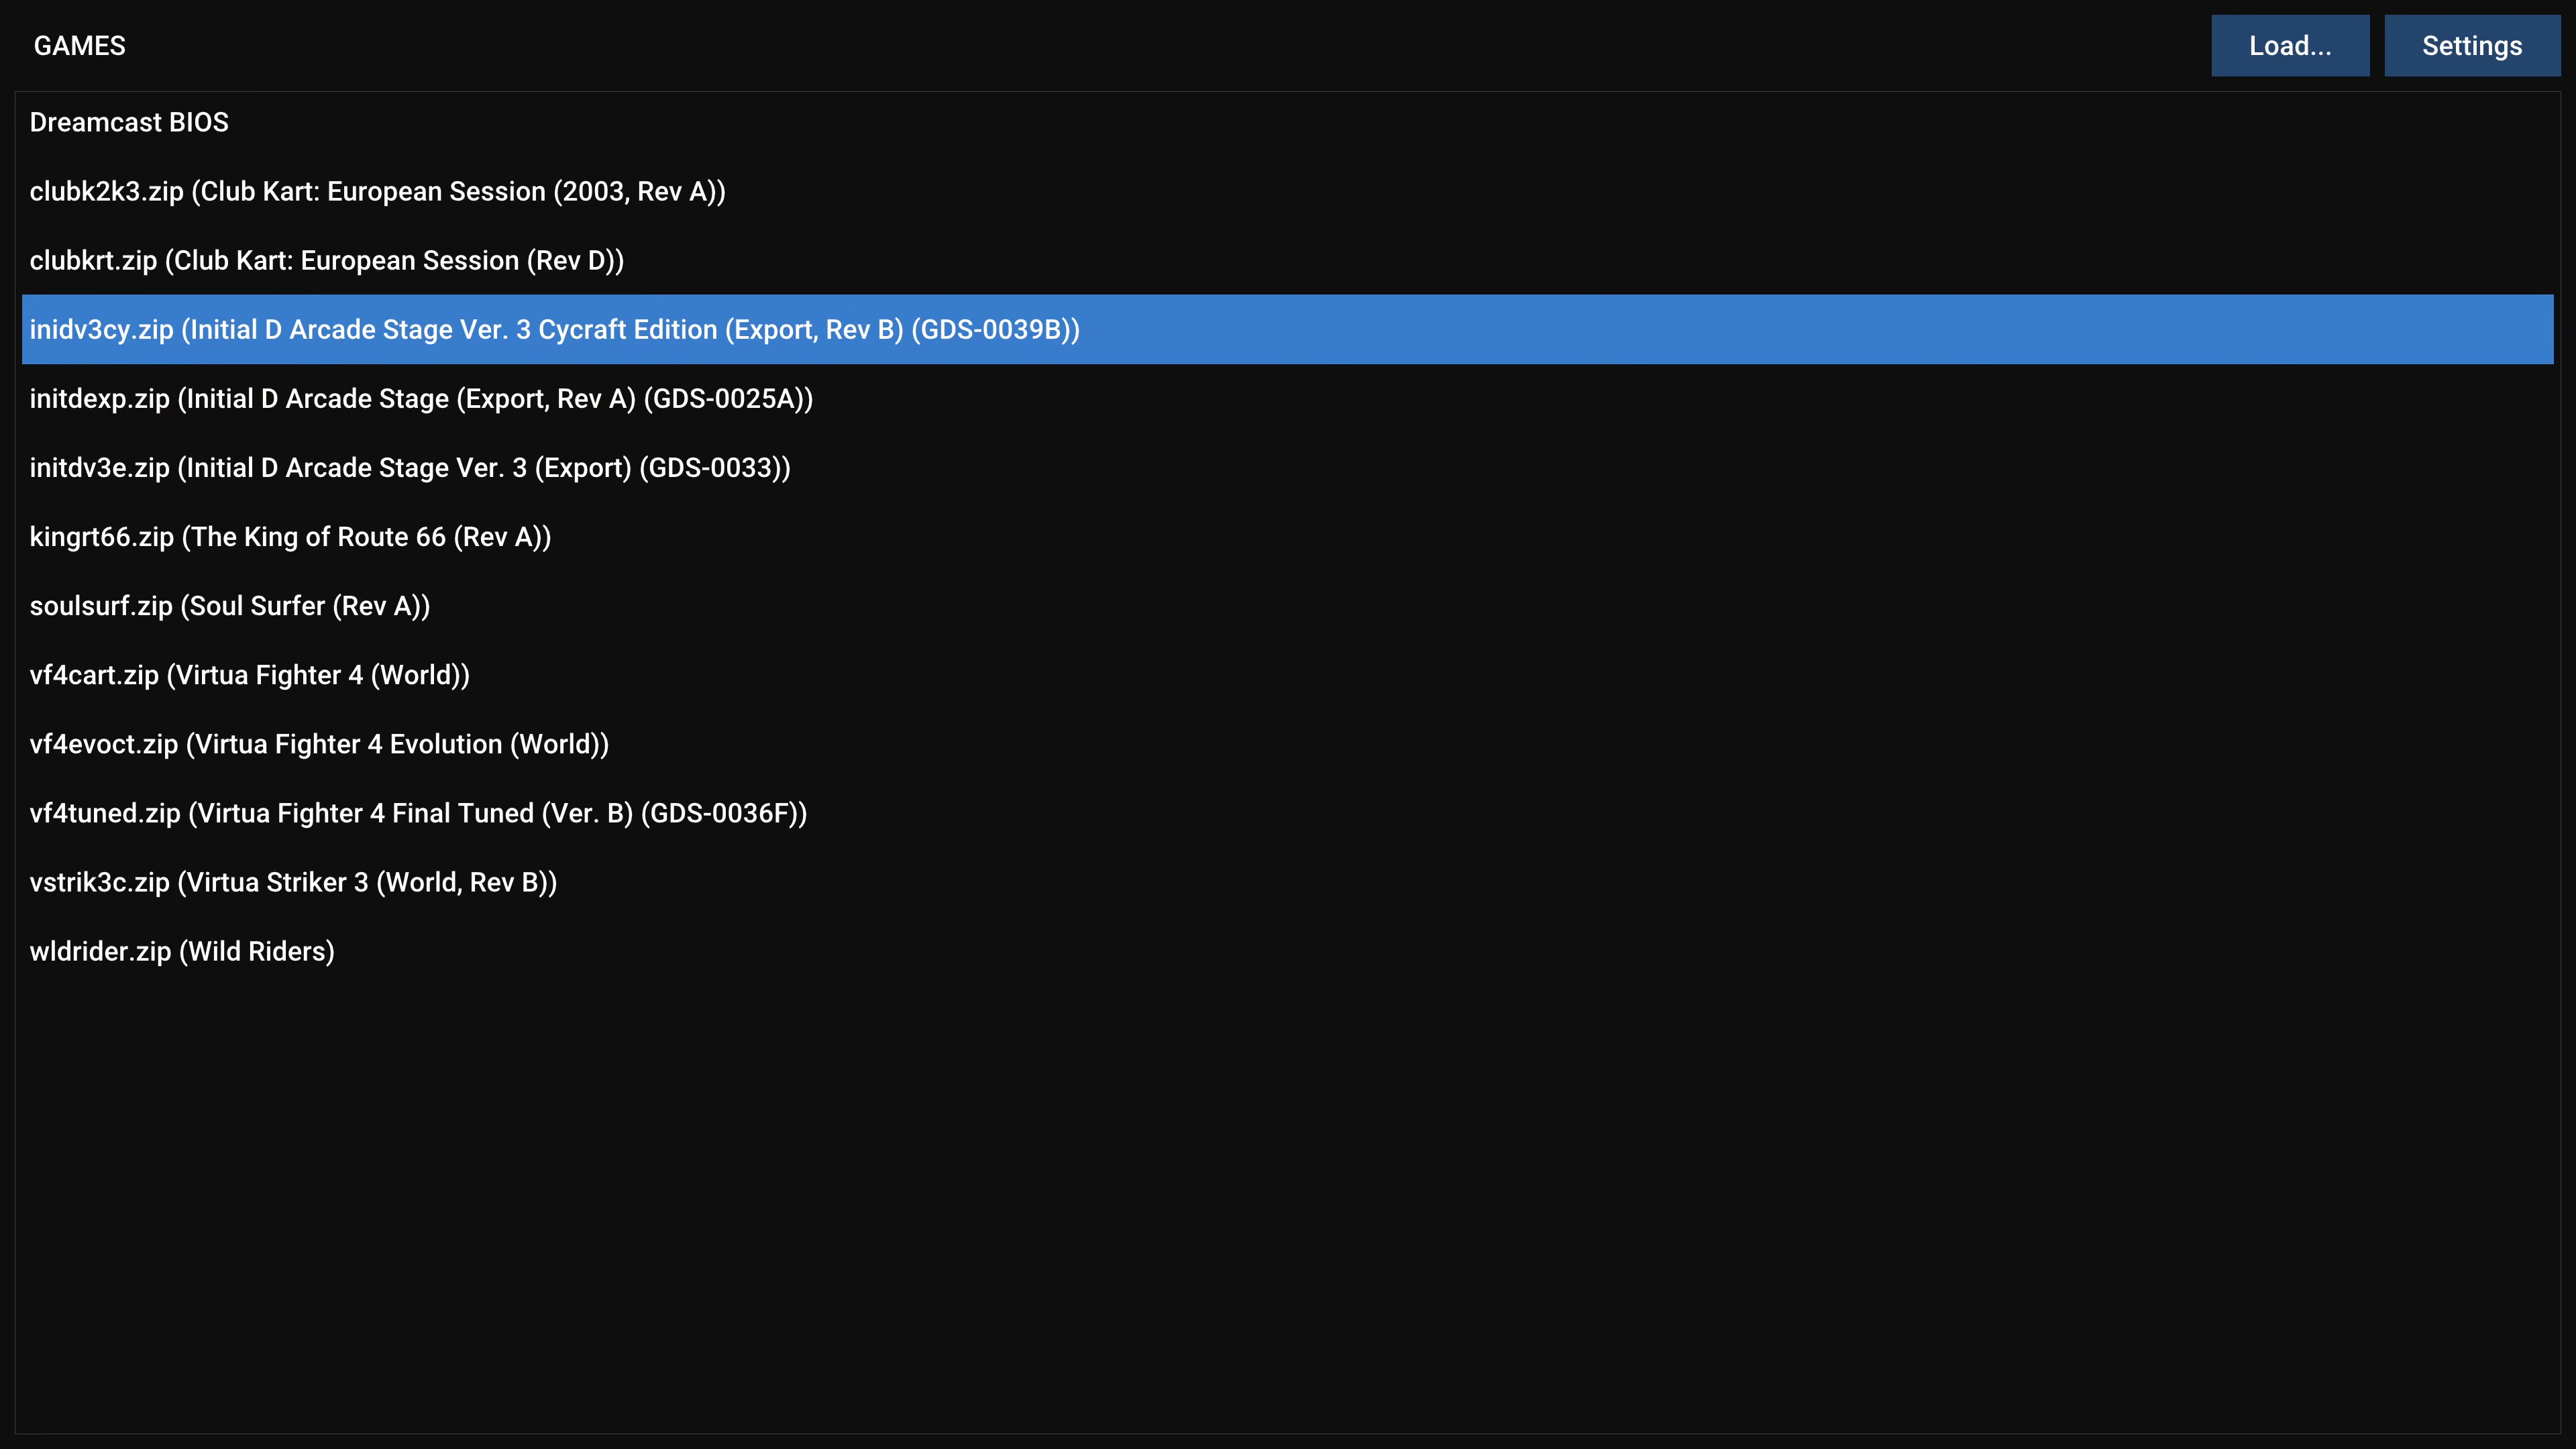 GAMES
Load...
Settings
Dreamcast BIOS
clubk2k3.zip (Club Kart: European Session (2003, Rev A))
clubkrt.zip (Club Kart: European Session (Rev D))
inidv3cy.zip (Initial D Arcade Stage Ver. 3 Cycraft Edition (Export, Rev B) (GDS-0039B))
initdexp.zip (Initial D Arcade Stage (Export, Rev A) (GDS-0025A))
initdv3e.zip (Initial D Arcade Stage Ver. 3 (Export) (GDS-0033))
kingrt66.zip (The King of Route 66 (Rev A))
soulsurf.zip (Soul Surfer (Rev A))
vf4cart.zip (Virtua Fighter 4 (World))
vf4evoct.zip (Virtua Fighter 4 Evolution (World))
vf4tuned.zip (Virtua Fighter 4 Final Tuned (Ver. B) (GDS-0036F))
vstrik3c.zip (Virtua Striker 3 (World, Rev B))
wldrider.zip (Wild Riders)